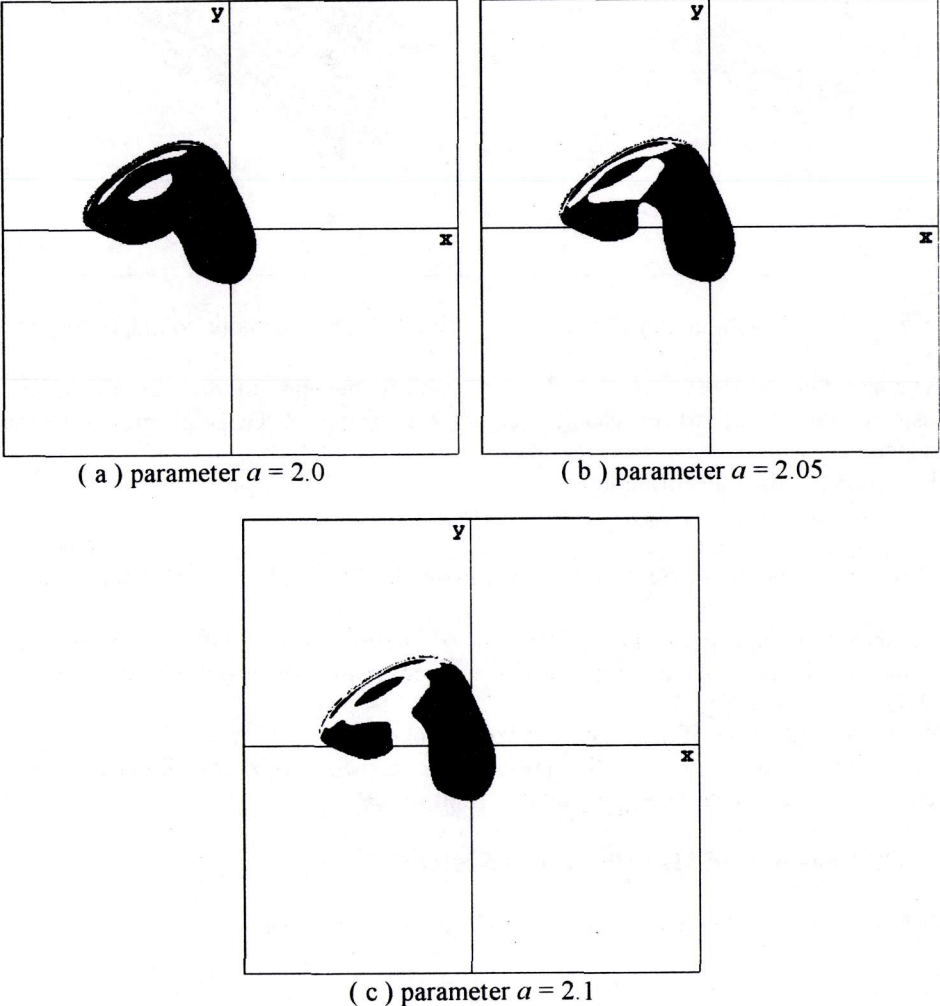 y
x
( a ) parameter a = 2.0
y
x
( b ) parameter a = 2.05
y
x
( c ) parameter a = 2.1